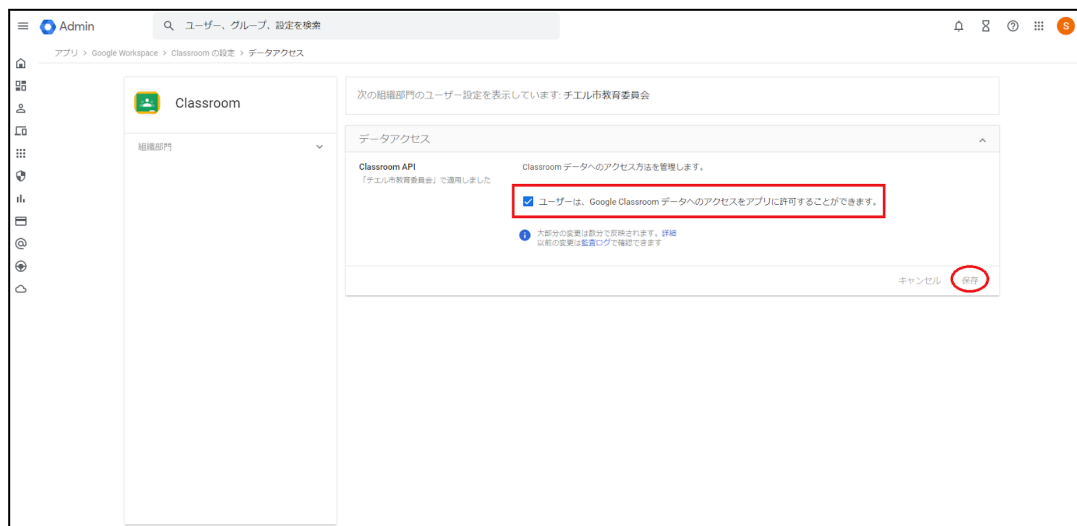 Admin
ユーザー、グループ、設定を検索
S
アプリ > Google Workspace > Classroom の設定 > データアクセス
Classroom
組織部門
次の組織部門のユーザー設定を表示しています: チエル市教育委員会
データアクセス
Classroom API
「チエル市教育委員会」で適用しました
Classroom データへのアクセス方法を管理します。
ユーザーは、Google Classroom データへのアクセスをアプリに許可することができます。
大部分の変更は数分で反映されます。詳細
以前の変更は監査ログで確認できます
キャンセル
保存